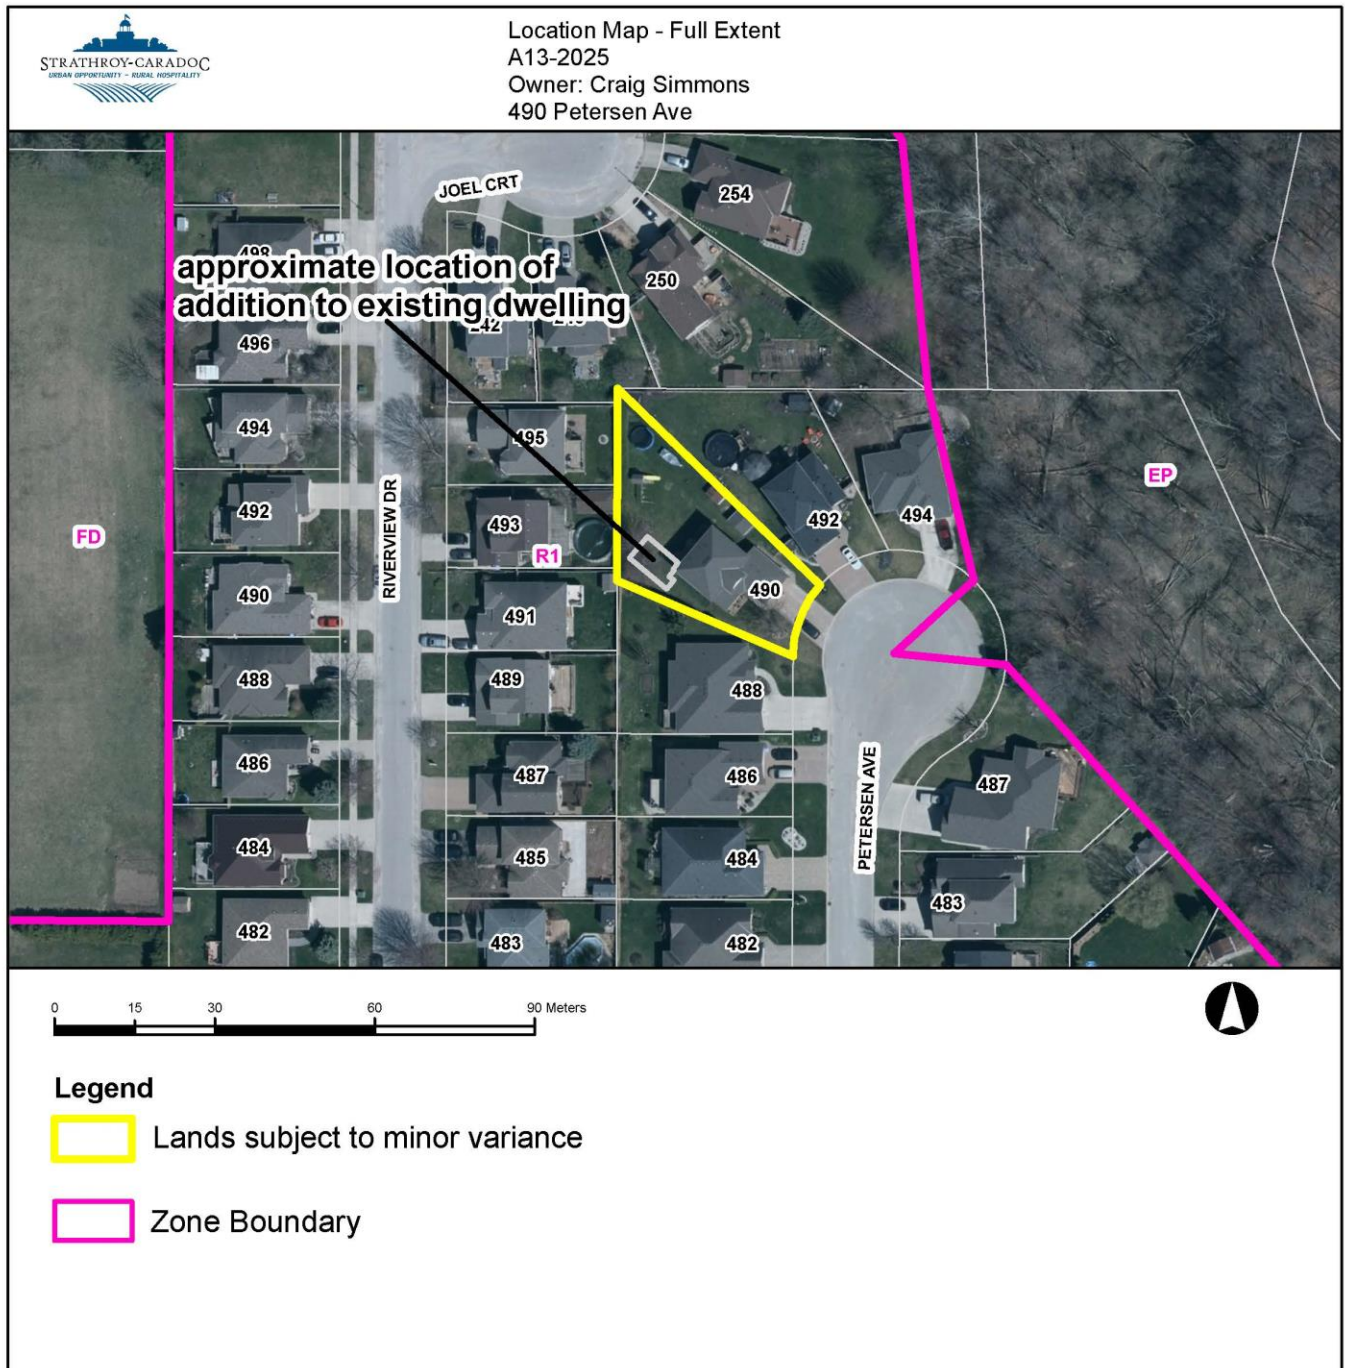 STRATHROY-CARADOC
URBAN OPPORTUNITY - RURAL HOSPITALITY
Location Map - Full Extent
A13-2025
Owner: Craig Simmons
490 Petersen Ave
JOEL CRT
254
498
approximate location of
addition to existing dwelling
250
242
496
494
495
492
493
R1
FD
RIVERVIEW DR
492
494
EP
490
491
490
488
489
488
486
487
486
PETERSEN AVE
487
484
485
484
483
482
483
482
0 15 30 60 90 Meters
Legend
Lands subject to minor variance
Zone Boundary